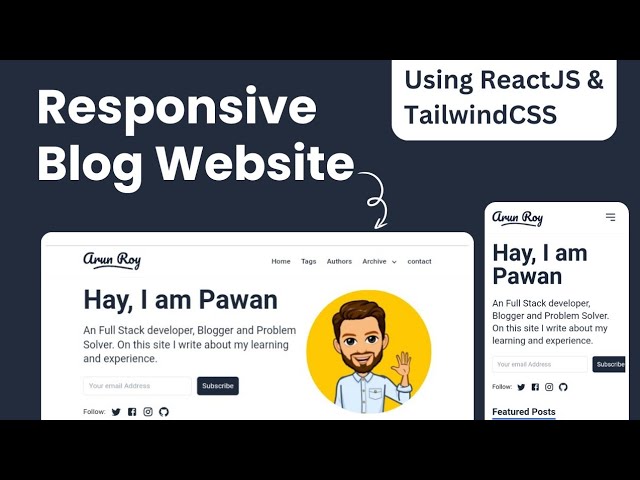 Responsive
Blog Website
Using ReactJS &
TailwindCSS
Arun Roy
Home Tags Authors Archive contact
Hay, I am Pawan
An Full Stack developer, Blogger and Problem
Solver. On this site I write about my learning
and experience.
Your email Address Subscribe
Follow:
Arun Roy
Hay, I am
Pawan
An Full Stack developer,
Blogger and Problem Solver.
On this site I write about my
learning and experience.
Your email Address Subscribe
Follow:
Featured Posts